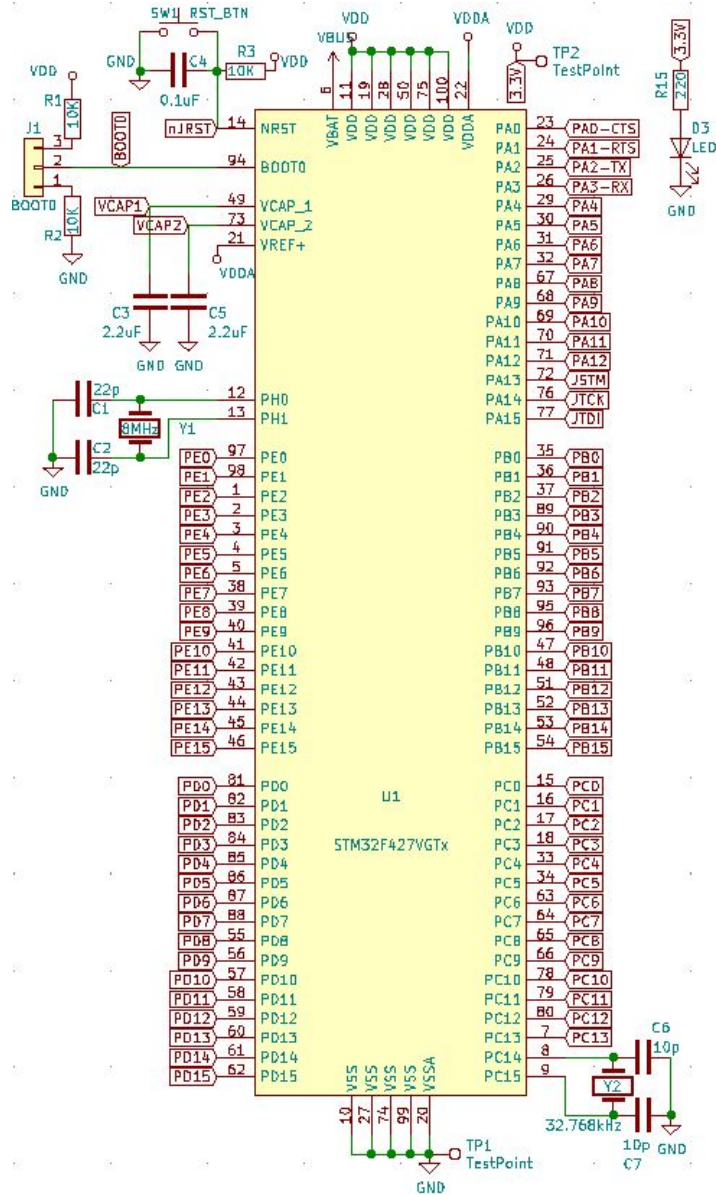 SW1 RST_BTN
GND
C4
0.1uF
R3
10K
VDD
VDD
R1
10K
J1
3
2
1
BOOT0
BOOT0
R2
10K
GND
nJRST
VCAP1
VCAP2
VDDA
C3
2.2uF
C5
2.2uF
GND
GND
VBUS
VDD
VDDA
VDD
3.3V
TP2
TestPoint
3.3V
R15
220
D3
LED
GND
6 VBAT
11 VDD
19 VDD
28 VDD
50 VDD
75 VDD
100 VDD
22 VDDA
14 NRST
94 BOOT0
49 VCAP_1
73 VCAP_2
21 VREF+
22p
C1
8MHz
Y1
C2
22p
GND
12 PH0
13 PH1
PE0 97 PE0
PE1 98 PE1
PE2 1 PE2
PE3 2 PE3
PE4 3 PE4
PE5 4 PE5
PE6 5 PE6
PE7 38 PE7
PE8 39 PE8
PE9 40 PE9
PE10 41 PE10
PE11 42 PE11
PE12 43 PE12
PE13 44 PE13
PE14 45 PE14
PE15 46 PE15
PD0 81 PD0
PD1 82 PD1
PD2 83 PD2
PD3 84 PD3
PD4 85 PD4
PD5 86 PD5
PD6 87 PD6
PD7 88 PD7
PD8 55 PD8
PD9 56 PD9
PD10 57 PD10
PD11 58 PD11
PD12 59 PD12
PD13 60 PD13
PD14 61 PD14
PD15 62 PD15
U1
STM32F427VGTx
PA0 23 PA0-CTS
PA1 24 PA1-RTS
PA2 25 PA2-TX
PA3 26 PA3-RX
PA4 29 PA4
PA5 30 PA5
PA6 31 PA6
PA7 32 PA7
PA8 67 PA8
PA9 68 PA9
PA10 69 PA10
PA11 70 PA11
PA12 71 PA12
PA13 72 JSTM
PA14 76 JTCK
PA15 77 JTDI
PB0 35 PB0
PB1 36 PB1
PB2 37 PB2
PB3 89 PB3
PB4 90 PB4
PB5 91 PB5
PB6 92 PB6
PB7 93 PB7
PB8 95 PB8
PB9 96 PB9
PB10 47 PB10
PB11 48 PB11
PB12 51 PB12
PB13 52 PB13
PB14 53 PB14
PB15 54 PB15
PC0 15 PC0
PC1 16 PC1
PC2 17 PC2
PC3 18 PC3
PC4 33 PC4
PC5 34 PC5
PC6 63 PC6
PC7 64 PC7
PC8 65 PC8
PC9 66 PC9
PC10 78 PC10
PC11 79 PC11
PC12 80 PC12
PC13 7 PC13
PC14 8
PC15 9
C6
10p
Y2
32.768kHz
10p
C7
GND
VSS 10
VSS 27
VSS 74
VSS 99
VSSA 20
TP1
TestPoint
GND